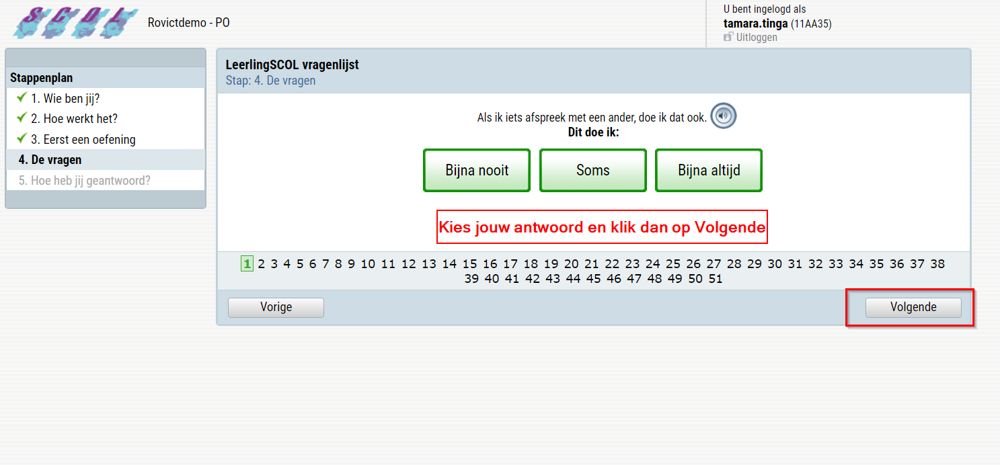 SCOL
Rovictdemo - PO
U bent ingelogd als
tamara.tinga (11AA35)
Uitloggen
Stappenplan
1. Wie ben jij?
2. Hoe werkt het?
3. Eerst een oefening
4. De vragen
5. Hoe heb jij geantwoord?
LeerlingSCOL vragenlijst
Stap: 4. De vragen
Als ik iets afspreek met een ander, doe ik dat ook.
Dit doe ik:
Bijna nooit Soms Bijna altijd
Kies jouw antwoord en klik dan op Volgende
1 2 3 4 5 6 7 8 9 10 11 12 13 14 15 16 17 18 19 20 21 22 23 24 25 26 27 28 29 30 31 32 33 34 35 36 37 38
39 40 41 42 43 44 45 46 47 48 49 50 51
Vorige Volgende